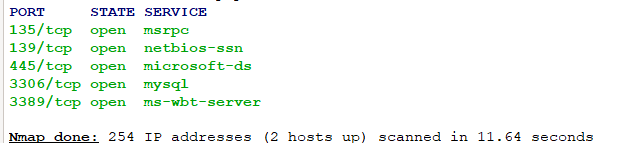 PORT     STATE SERVICE
135/tcp  open  msrpc
139/tcp  open  netbios-ssn
445/tcp  open  microsoft-ds
3306/tcp open  mysql
3389/tcp open  ms-wbt-server
Nmap done: 254 IP addresses (2 hosts up) scanned in 11.64 seconds